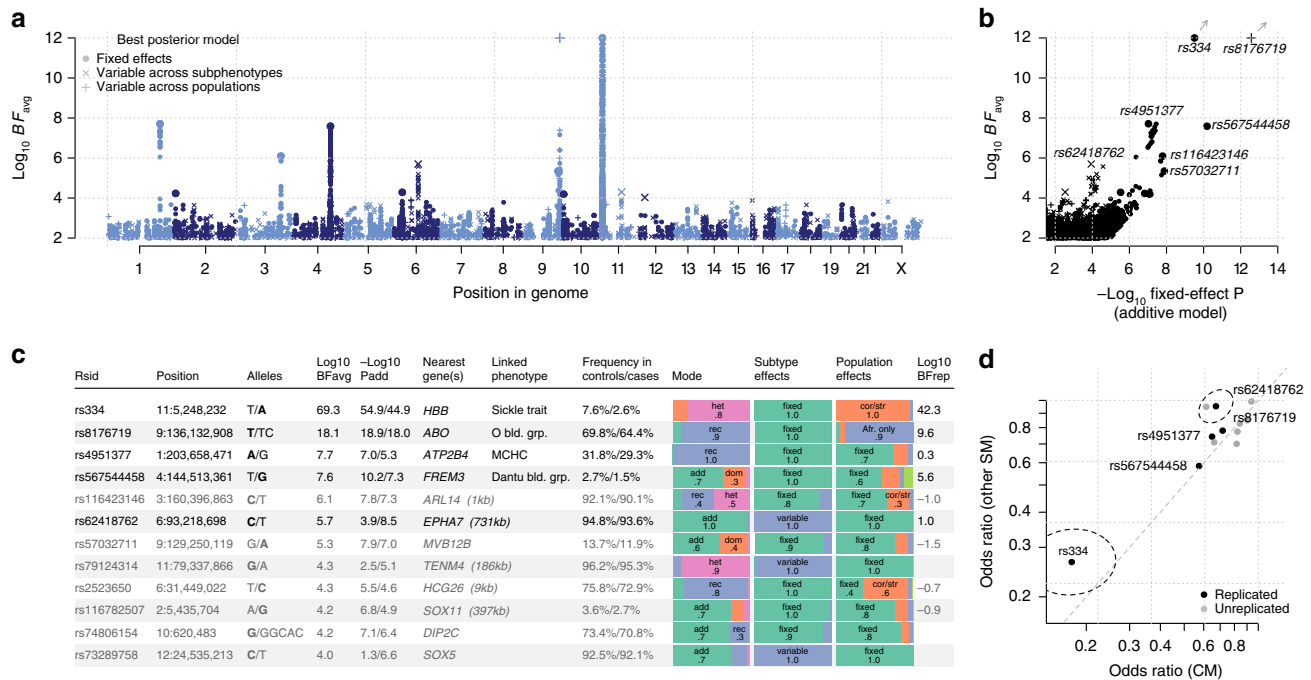 a
Best posterior model
Fixed effects
Variable across subphenotypes
Variable across populations
Log10 BFavg
12
12
10
8
6
4
2
1
2
3
4
5
6
7
8
9
10
11
12
13
14
15
16
17
19
21
X
Position in genome
b
Log10 BFavg
12
12
10
8
6
4
2
rs334
rs8176719
rs4951377
rs567544458
rs62418762
rs116423146
rs57032711
2
4
6
8
10
12
14
–Log10 fixed-effect P
(additive model)
c
Rsid Position Alleles Log10 BFavg –Log10 Padd Nearest gene(s) Linked phenotype Frequency in controls/cases Mode Subtype effects Population effects Log10 BFrep
rs334 11:5,248,232 T/A 69.3 54.9/44.9 HBB Sickle trait 7.6%/2.6% het .8 fixed 1.0 cor/str 1.0 42.3
rs8176719 9:136,132,908 T/TC 18.1 18.9/18.0 ABO O bld. grp. 69.8%/64.4% rec .9 fixed 1.0 Afr. only .9 9.6
rs4951377 1:203,658,471 A/G 7.7 7.0/5.3 ATP2B4 MCHC 31.8%/29.3% rec 1.0 fixed 1.0 fixed .7 0.3
rs567544458 4:144,513,361 T/G 7.6 10.2/7.3 FREM3 Dantu bld. grp. 2.7%/1.5% add .7 dom .3 fixed 1.0 fixed .6 5.6
rs116423146 3:160,396,863 C/T 6.1 7.8/7.3 ARL14 (1kb) 92.1%/90.1% rec .4 het .5 fixed .8 fixed .7 cor/str .3 –1.0
rs62418762 6:93,218,698 C/T 5.7 3.9/8.5 EPHA7 (731kb) 94.8%/93.6% add 1.0 variable 1.0 fixed 1.0 1.0
rs57032711 9:129,250,119 G/A 5.3 7.9/7.0 MVB12B 13.7%/11.9% add .6 dom .4 fixed .9 fixed .8 –1.5
rs79124314 11:79,337,866 G/A 4.3 2.5/5.1 TENM4 (186kb) 96.2%/95.3% het .9 variable 1.0 fixed 1.0
rs2523650 6:31,449,022 T/C 4.3 5.5/4.6 HCG26 (9kb) 75.8%/72.9% rec .8 fixed 1.0 fixed .4 cor/str .6 –0.7
rs116782507 2:5,435,704 A/G 4.2 6.8/4.9 SOX11 (397kb) 3.6%/2.7% add .7 fixed 1.0 fixed .8 –0.9
rs74806154 10:620,483 G/GGCAC 4.2 7.1/6.4 DIP2C 73.4%/70.8% add .7 rec .3 fixed .9 fixed .8
rs73289758 12:24,535,213 C/T 4.0 1.3/6.6 SOX5 92.5%/92.1% add .7 variable 1.0 fixed 1.0
d
Odds ratio (other SM)
0.8
0.6
0.4
0.3
0.2
rs62418762
rs8176719
rs4951377
rs567544458
rs334
Replicated
Unreplicated
0.2
0.3
0.4
0.6
0.8
Odds ratio (CM)